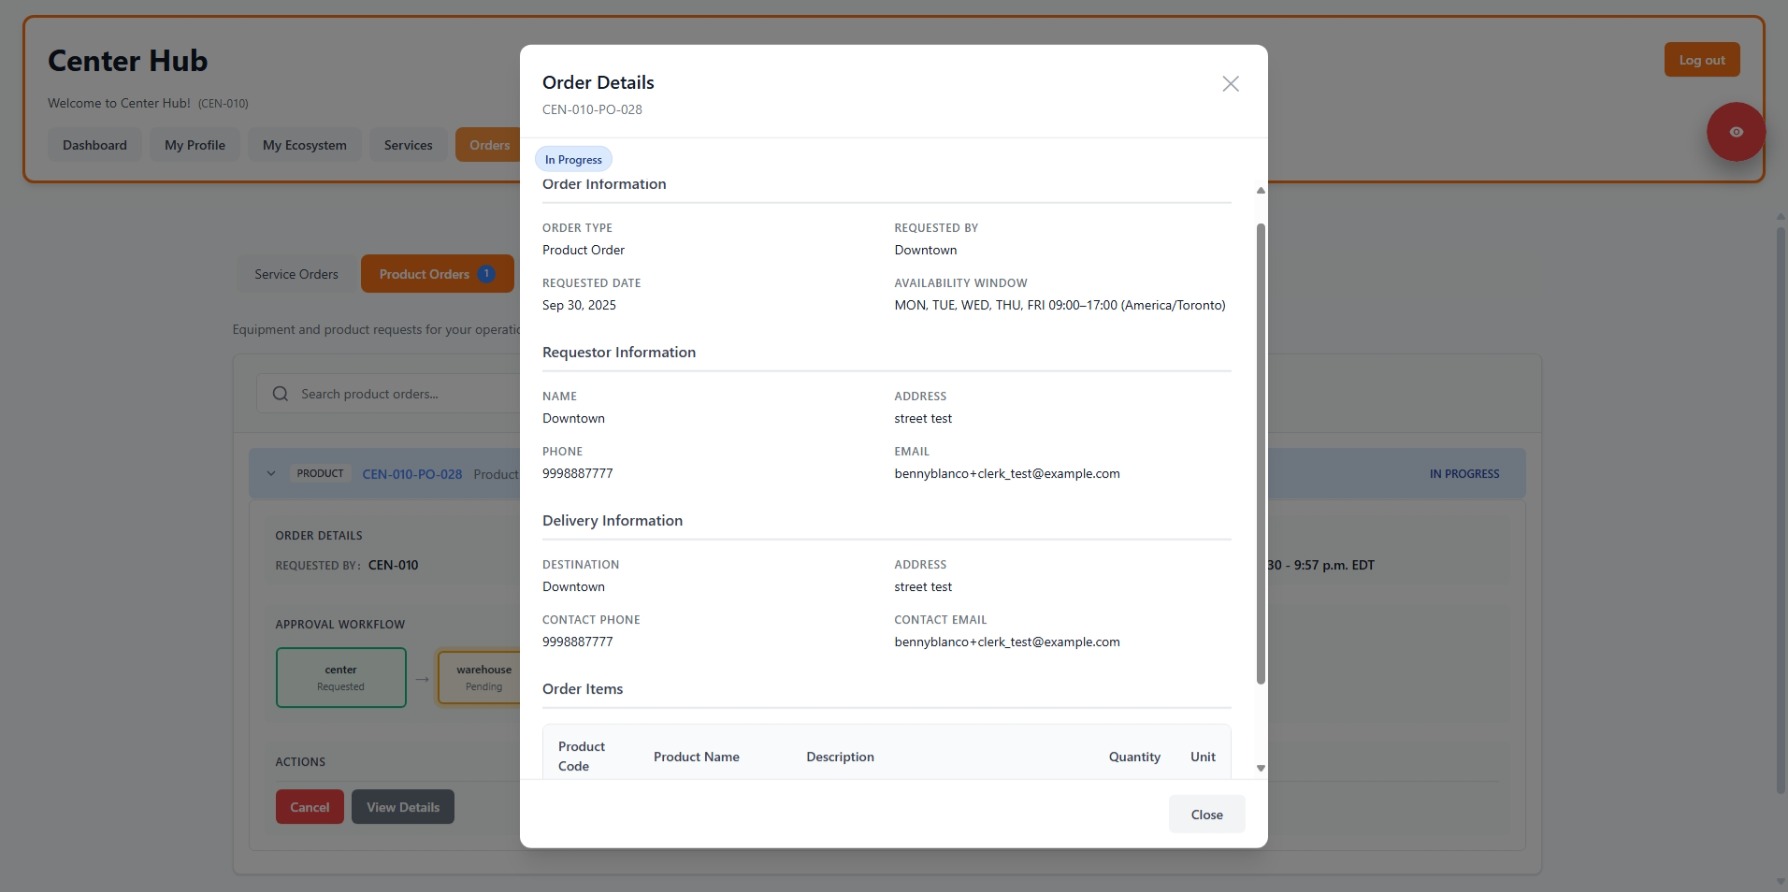 Center Hub
Log out
Welcome to Center Hub! (CEN-010)
Dashboard
My Profile
My Ecosystem
Services
Orders
Service Orders
Product Orders 1
Equipment and product requests for your
Search product orders...
PRODUCT CEN-010-PO-028 Product
IN PROGRESS
ORDER DETAILS
REQUESTED BY: CEN-010
30 - 9:57 p.m. EDT
APPROVAL WORKFLOW
center
Requested
→
warehouse
Pending
ACTIONS
Cancel
View Details
Order Details
CEN-010-PO-028
In Progress
Order Information
ORDER TYPE
Product Order
REQUESTED BY
Downtown
REQUESTED DATE
Sep 30, 2025
AVAILABILITY WINDOW
MON, TUE, WED, THU, FRI 09:00–17:00 (America/Toronto)
Requestor Information
NAME
Downtown
ADDRESS
street test
PHONE
9998887777
EMAIL
bennyblanco+clerk_test@example.com
Delivery Information
DESTINATION
Downtown
ADDRESS
street test
CONTACT PHONE
9998887777
CONTACT EMAIL
bennyblanco+clerk_test@example.com
Order Items
Product
Code
Product Name
Description
Quantity
Unit
Close